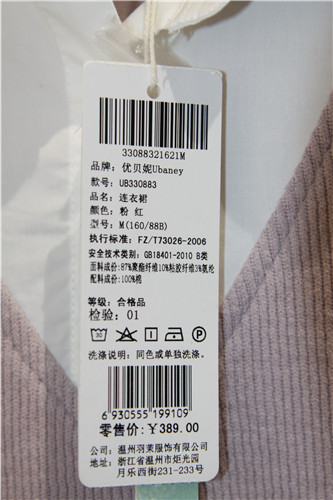 33088321621M
品牌: 优贝妮Ubaney
款号: UB330883
名称: 连衣裙
颜色: 粉 红
型号: M(160/88B)
执行标准: FZ/T73026-2006
安全技术类别: GB18401-2010 B类
面料成份:87%聚酯纤维10%粘胶纤维3%氨纶
配料成份:100%棉
等级: 合格品
检验: 01
洗涤说明: 同色或单独洗涤。
6 930555 199109
零售价:￥389.00
公司: 温州羽茉服饰有限公司
地址: 浙江省温州市炬光园
月乐西街231-233号